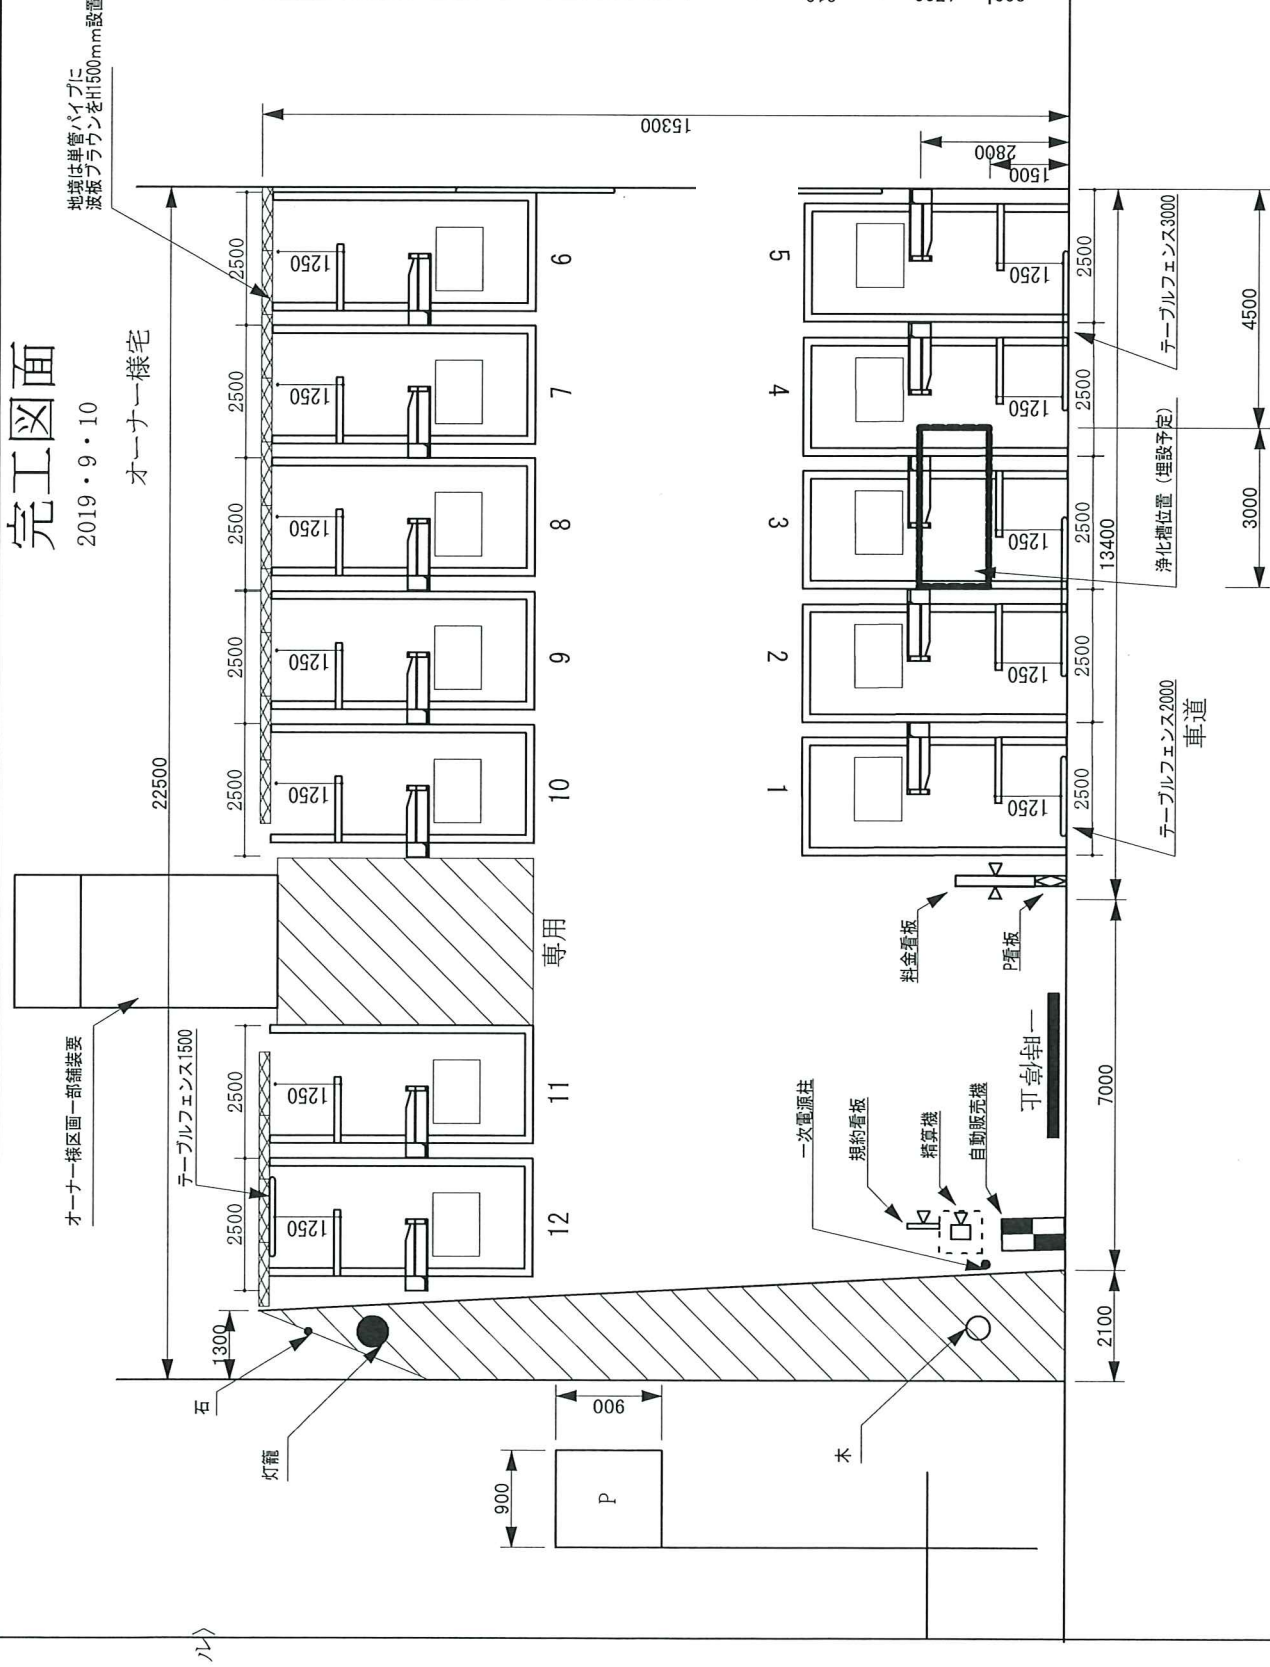 完工図面
2019・9・10
オーナー様宅
地境は単管パイプに
波板ブラウンをH1500mm設置
22500
15300
2800
1500
オーナー様区画一部舗装要
テーブルフェンス1500
1300
2500
2500
2500
2500
2500
2500
2500
1250
1250
1250
1250
1250
1250
1250
12
11
専用
10
9
8
7
6
石
灯籠
900
900
P
木
一次電源柱
規約看板
精算機
自動販売機
一時停止
料金看板
P看板
1
2
3
4
5
1250
1250
1250
1250
1250
2500
2500
2500
2500
2500
2100
7000
13400
テーブルフェンス2000
車道
浄化槽位置（埋設予定）
テーブルフェンス3000
3000
4500